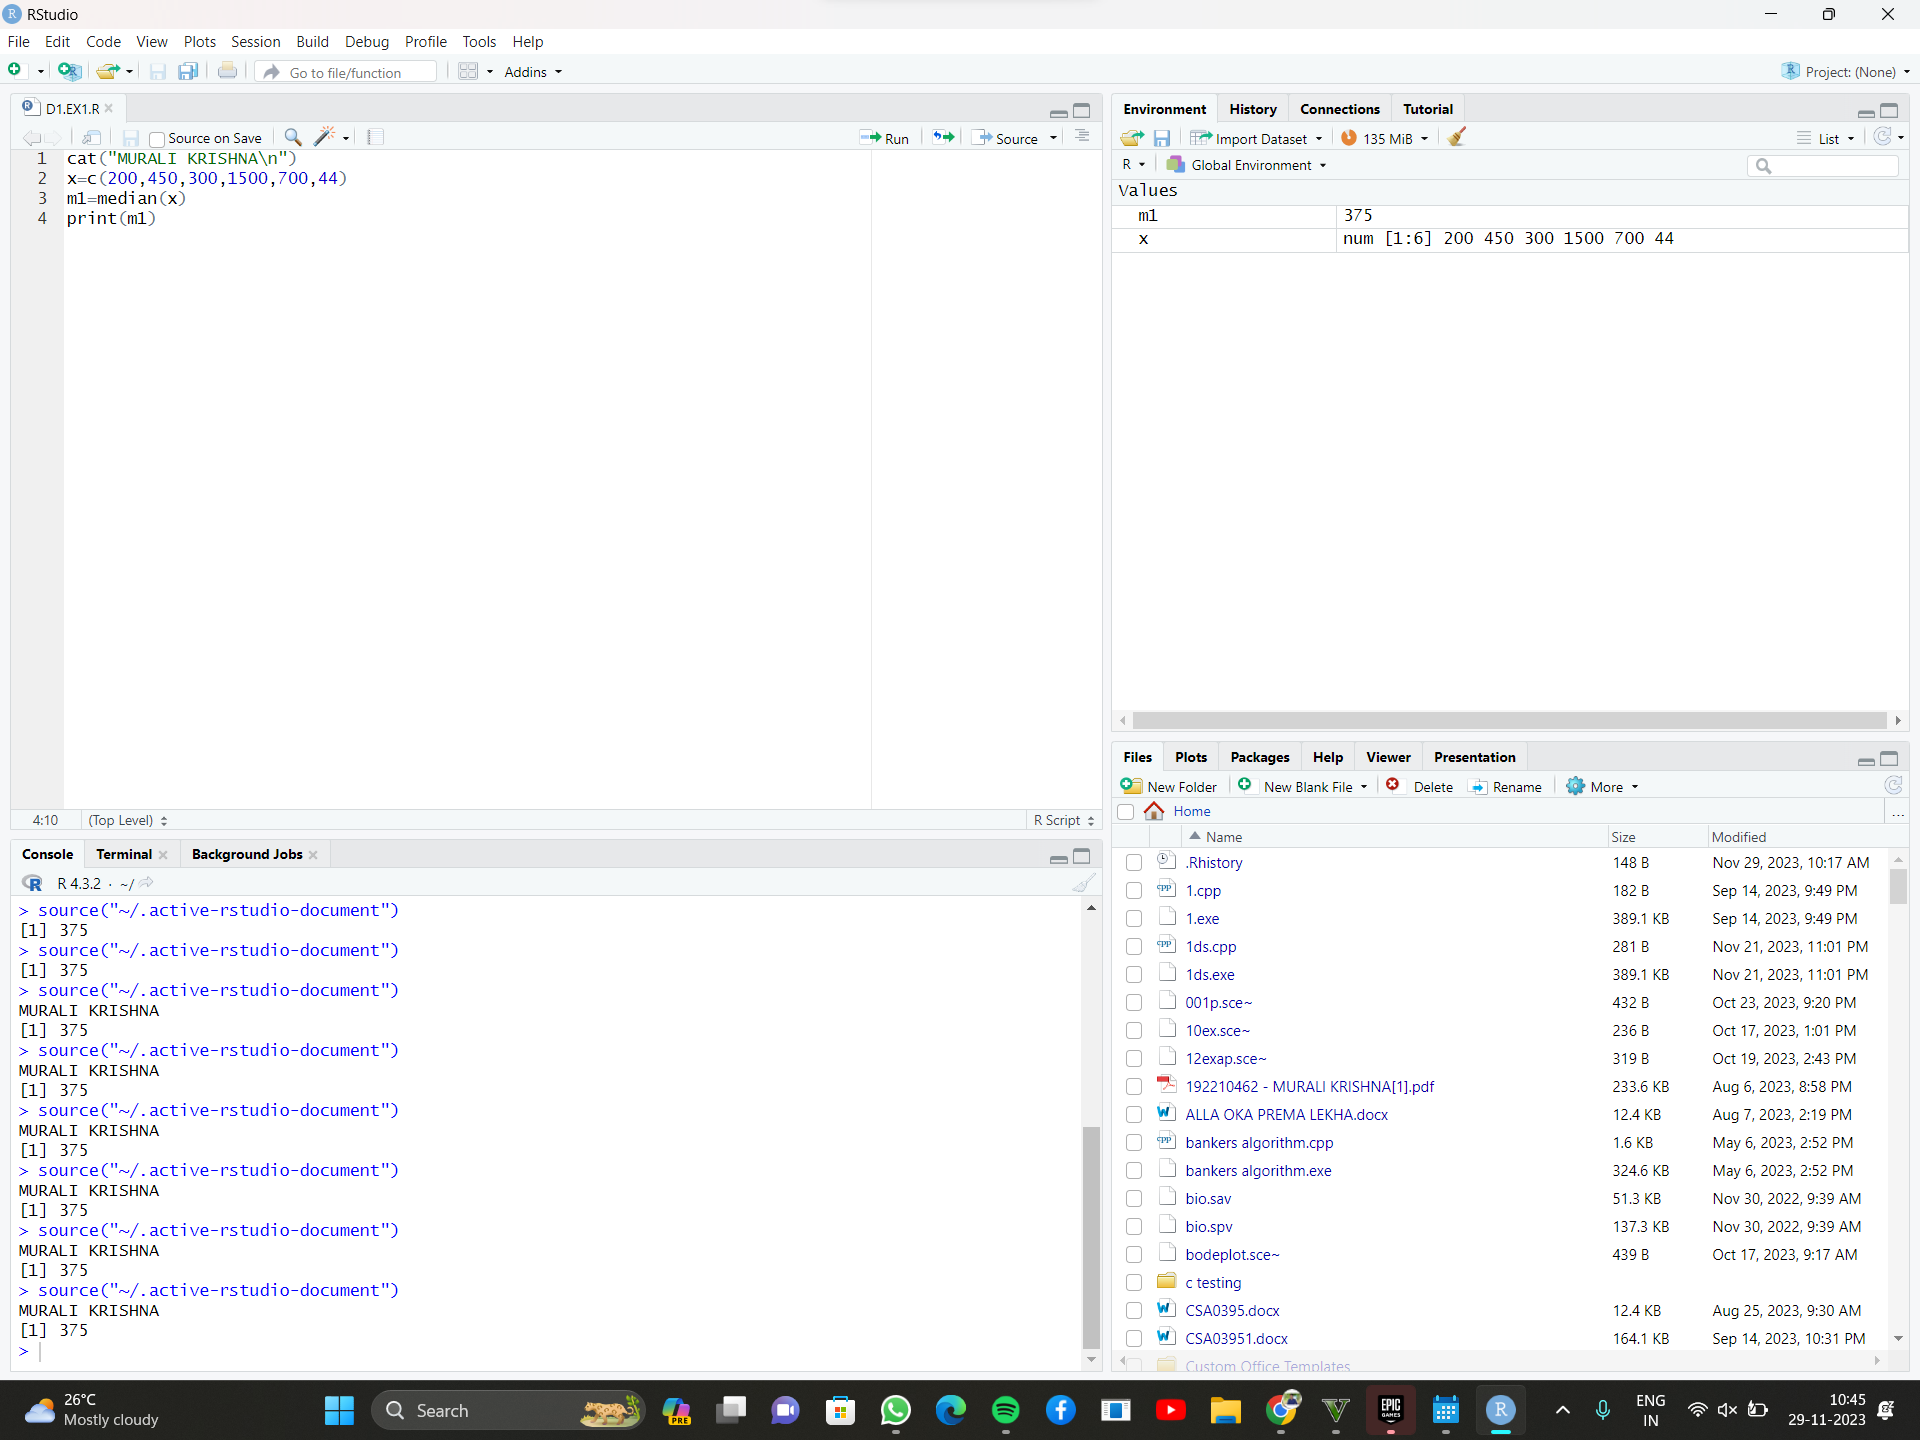 RStudio
File Edit Code View Plots Session Build Debug Profile Tools Help
Go to file/function Addins Project: (None)
D1.EX1.R
Source on Save Run Source
1 cat("MURALI KRISHNA\n")
2 x=c(200,450,300,1500,700,44)
3 m1=median(x)
4 print(m1)
4:10 (Top Level) R Script
Console Terminal Background Jobs
R 4.3.2 · ~/
> source("~/.active-rstudio-document")
[1] 375
> source("~/.active-rstudio-document")
[1] 375
> source("~/.active-rstudio-document")
MURALI KRISHNA
[1] 375
> source("~/.active-rstudio-document")
MURALI KRISHNA
[1] 375
> source("~/.active-rstudio-document")
MURALI KRISHNA
[1] 375
> source("~/.active-rstudio-document")
MURALI KRISHNA
[1] 375
> source("~/.active-rstudio-document")
MURALI KRISHNA
[1] 375
> source("~/.active-rstudio-document")
MURALI KRISHNA
[1] 375
>
Environment History Connections Tutorial
Import Dataset 135 MiB List
R Global Environment
Values
m1 375
x num [1:6] 200 450 300 1500 700 44
Files Plots Packages Help Viewer Presentation
New Folder New Blank File Delete Rename More
Home ...
Name Size Modified
.Rhistory 148 B Nov 29, 2023, 10:17 AM
1.cpp 182 B Sep 14, 2023, 9:49 PM
1.exe 389.1 KB Sep 14, 2023, 9:49 PM
1ds.cpp 281 B Nov 21, 2023, 11:01 PM
1ds.exe 389.1 KB Nov 21, 2023, 11:01 PM
001p.sce~ 432 B Oct 23, 2023, 9:20 PM
10ex.sce~ 236 B Oct 17, 2023, 1:01 PM
12exap.sce~ 319 B Oct 19, 2023, 2:43 PM
192210462 - MURALI KRISHNA[1].pdf 233.6 KB Aug 6, 2023, 8:58 PM
ALLA OKA PREMA LEKHA.docx 12.4 KB Aug 7, 2023, 2:19 PM
bankers algorithm.cpp 1.6 KB May 6, 2023, 2:52 PM
bankers algorithm.exe 324.6 KB May 6, 2023, 2:52 PM
bio.sav 51.3 KB Nov 30, 2022, 9:39 AM
bio.spv 137.3 KB Nov 30, 2022, 9:39 AM
bodeplot.sce~ 439 B Oct 17, 2023, 9:17 AM
c testing
CSA0395.docx 12.4 KB Aug 25, 2023, 9:30 AM
CSA03951.docx 164.1 KB Sep 14, 2023, 10:31 PM
Custom Office Templates
26°C
Mostly cloudy
Search
PRE
EPIC GAMES
R
ENG
IN
10:45
29-11-2023